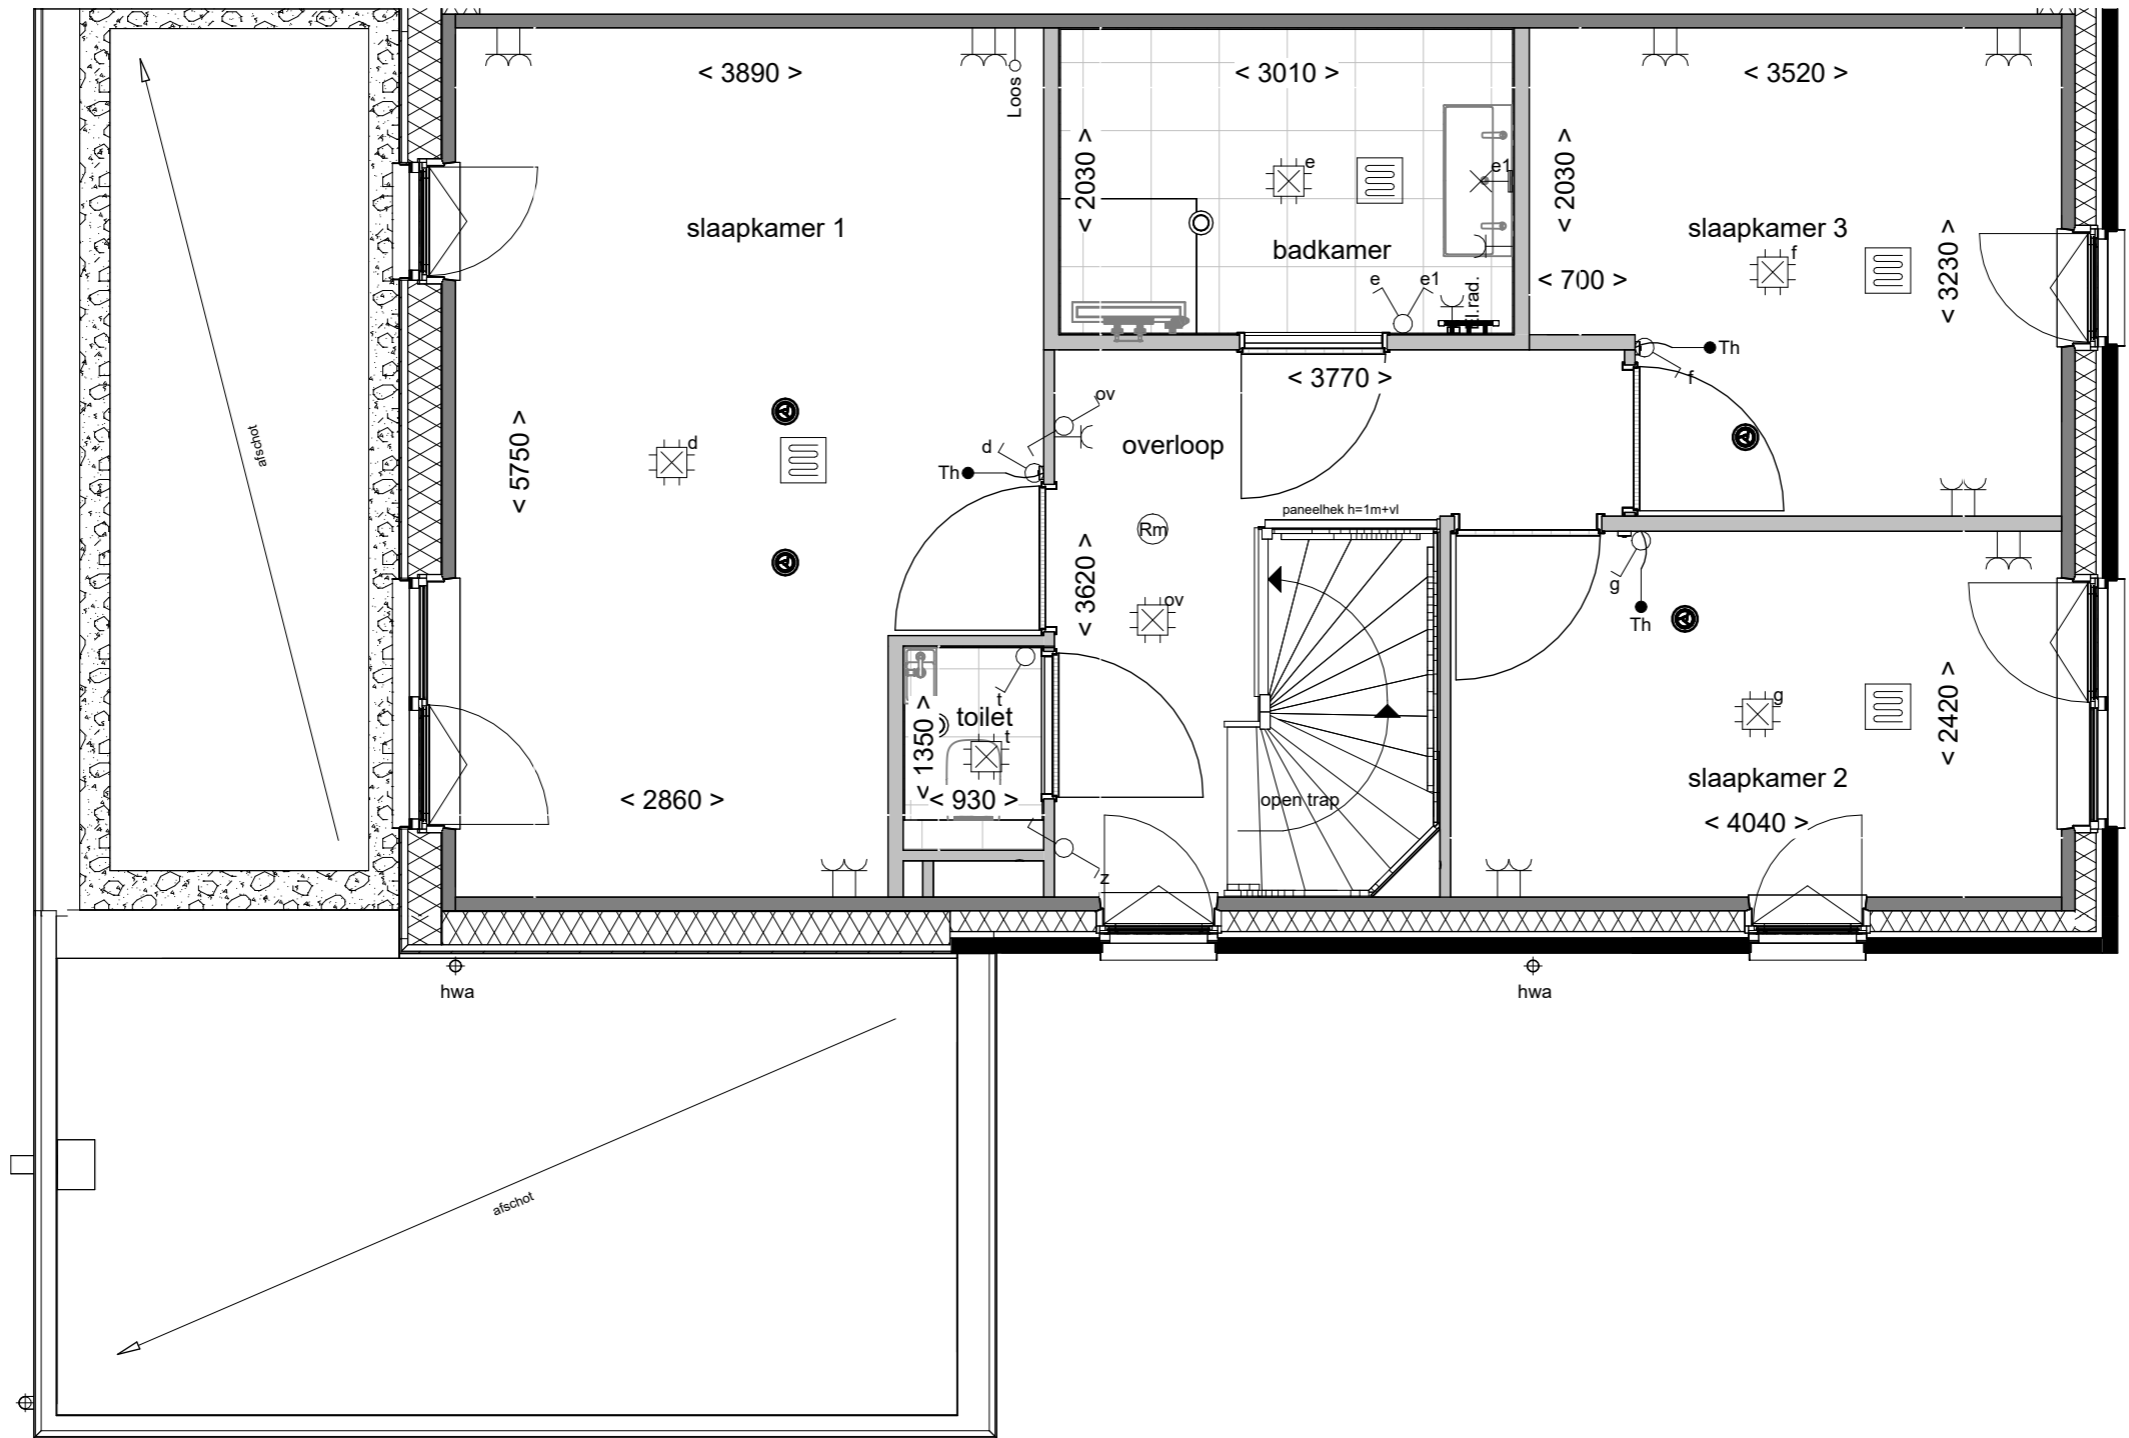 < 3890 >
Loos
< 3010 >
< 3520 >
< 2030 >
e
e1
< 2030 >
slaapkamer 1
badkamer
slaapkamer 3
f
< 3230 >
< 700 >
e
e1
El.rad.
Th
f
< 3770 >
ov
afschot
< 5750 >
d
d
Th
overloop
paneelhek h=1m+vl
Rm
< 3620 >
ov
g
Th
t
toilet
t
< 1350 >
< 930 >
< 2860 >
open trap
g
< 2420 >
slaapkamer 2
< 4040 >
z
hwa
hwa
afschot